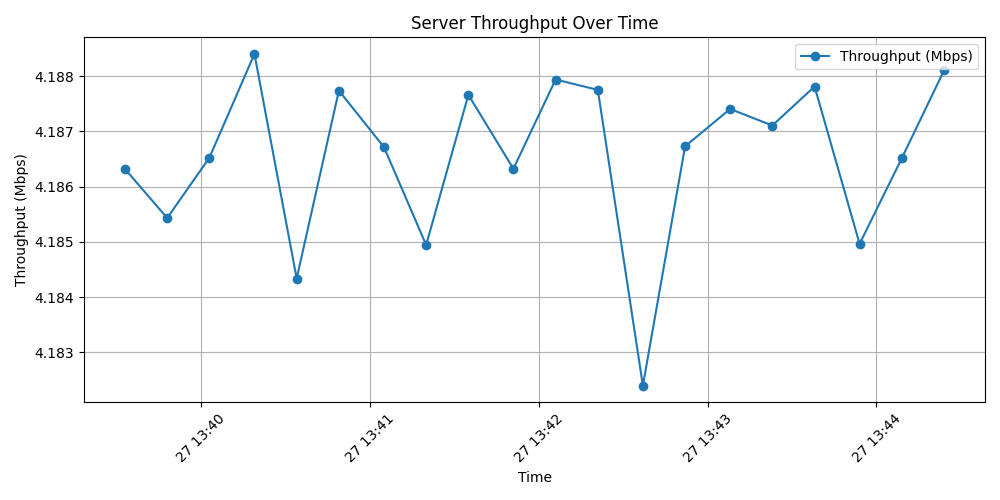 Server Throughput Over Time
Throughput (Mbps)
4.188
4.187
4.186
4.185
4.184
4.183
Throughput (Mbps)
27 13:40
27 13:41
27 13:42
27 13:43
27 13:44
Time